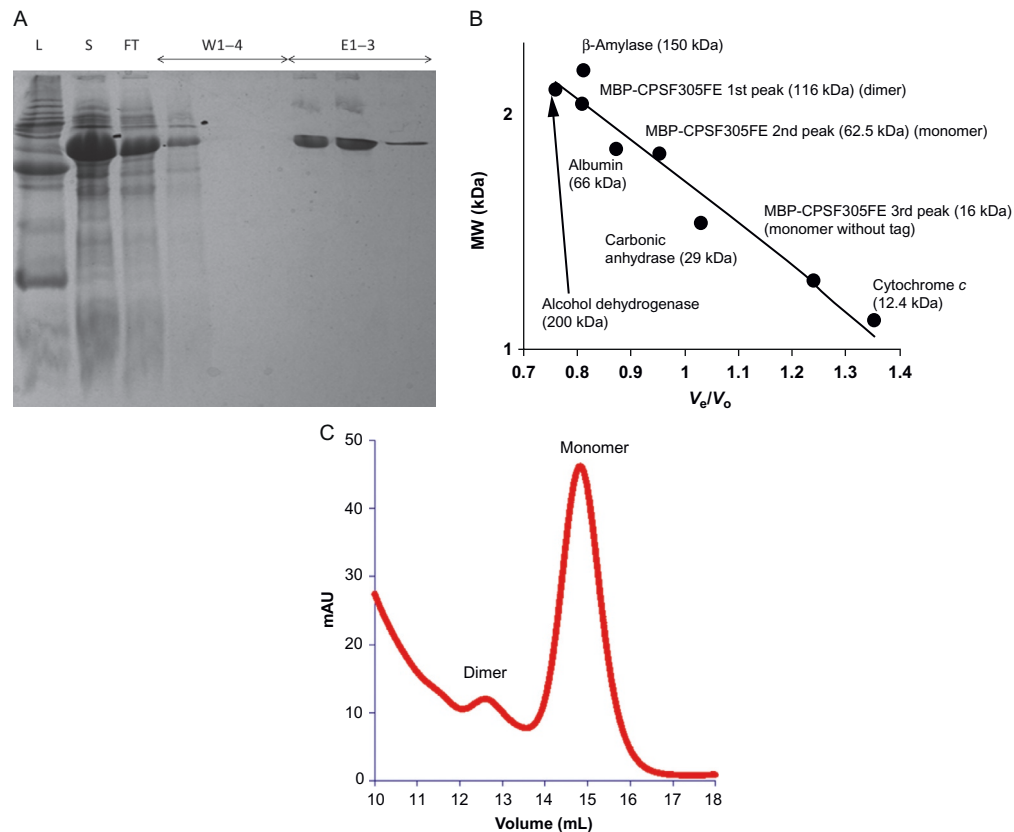 A
L S FT W1–4 E1–3
B
MW (kDa)
2
1
β-Amylase (150 kDa)
MBP-CPSF305FE 1st peak (116 kDa) (dimer)
MBP-CPSF305FE 2nd peak (62.5 kDa) (monomer)
Albumin
(66 kDa)
MBP-CPSF305FE 3rd peak (16 kDa)
(monomer without tag)
Carbonic
anhydrase (29 kDa)
Cytochrome c
(12.4 kDa)
Alcohol dehydrogenase
(200 kDa)
0.7 0.8 0.9 1 1.1 1.2 1.3 1.4
Ve/Vo
C
mAU
50
40
30
20
10
0
Monomer
Dimer
10 11 12 13 14 15 16 17 18
Volume (mL)